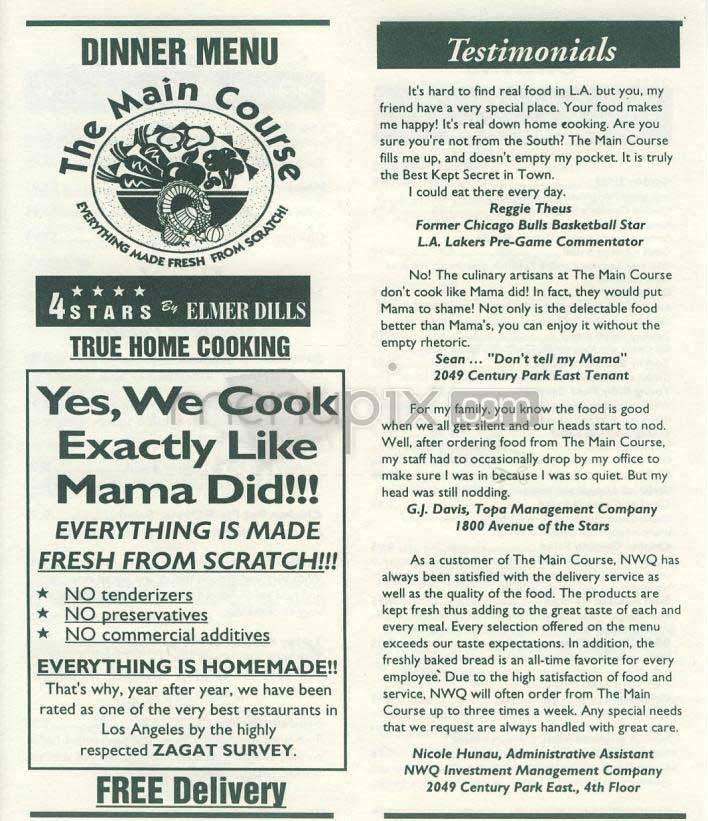 DINNER MENU
The Main Course
EVERYTHING MADE FRESH FROM SCRATCH!
4 STARS By ELMER DILLS
TRUE HOME COOKING
Yes, We Cook
Exactly Like
Mama Did!!!
EVERYTHING IS MADE
FRESH FROM SCRATCH!!!
★ NO tenderizers
★ NO preservatives
★ NO commercial additives
EVERYTHING IS HOMEMADE!!
That's why, year after year, we have been
rated as one of the very best restaurants in
Los Angeles by the highly
respected ZAGAT SURVEY.
FREE Delivery
Testimonials
It's hard to find real food in L.A. but you, my
friend have a very special place. Your food makes
me happy! It's real down home cooking. Are you
sure you're not from the South? The Main Course
fills me up, and doesn't empty my pocket. It is truly
the Best Kept Secret in Town.
I could eat there every day.
Reggie Theus
Former Chicago Bulls Basketball Star
L.A. Lakers Pre-Game Commentator
No! The culinary artisans at The Main Course
don't cook like Mama did! In fact, they would put
Mama to shame! Not only is the delectable food
better than Mama's, you can enjoy it without the
empty rhetoric.
Sean ... "Don't tell my Mama"
2049 Century Park East Tenant
For my family, you know the food is good
when we all get silent and our heads start to nod.
Well, after ordering food from The Main Course,
my staff had to occasionally drop by my office to
make sure I was in because I was so quiet. But my
head was still nodding.
G.J. Davis, Topa Management Company
1800 Avenue of the Stars
As a customer of The Main Course, NWQ has
always been satisfied with the delivery service as
well as the quality of the food. The products are
kept fresh thus adding to the great taste of each and
every meal. Every selection offered on the menu
exceeds our taste expectations. In addition, the
freshly baked bread is an all-time favorite for every
employee. Due to the high satisfaction of food and
service, NWQ will often order from The Main
Course up to three times a week. Any special needs
that we request are always handled with great care.
Nicole Hunau, Administrative Assistant
NWQ Investment Management Company
2049 Century Park East., 4th Floor
menupix.com